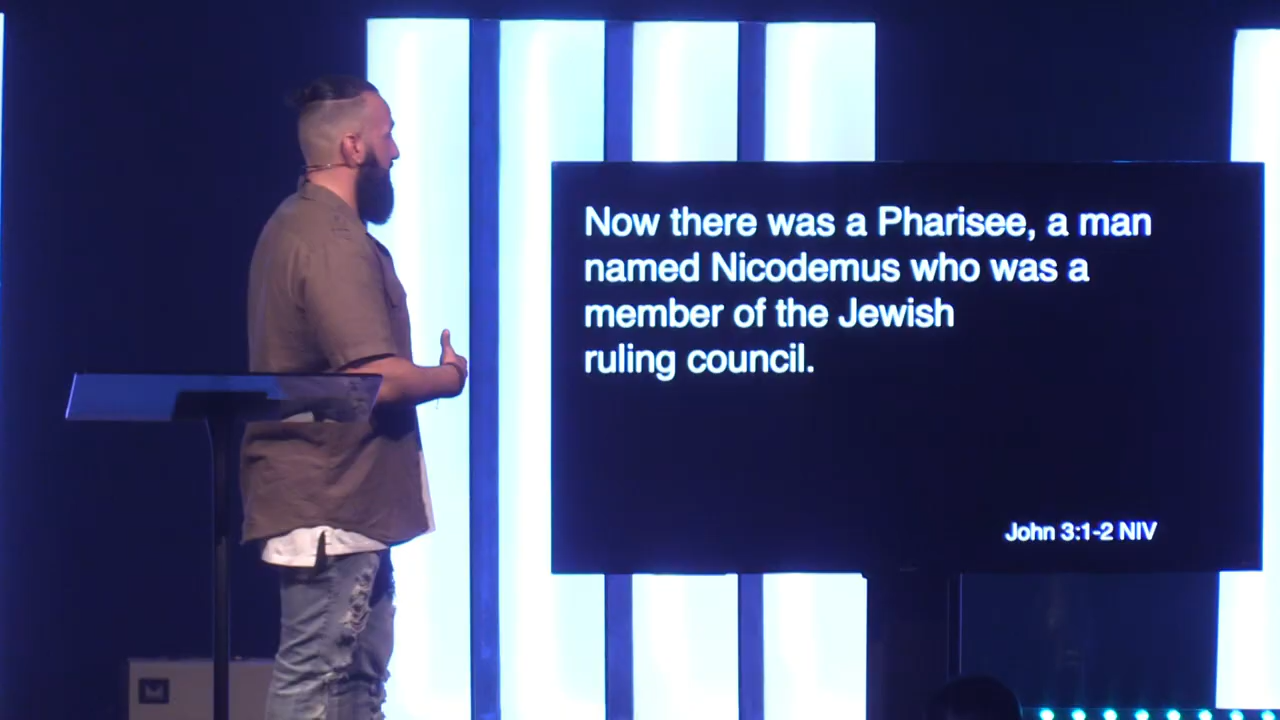 Now there was a Pharisee, a man
named Nicodemus who was a
member of the Jewish
ruling council.
John 3:1-2 NIV